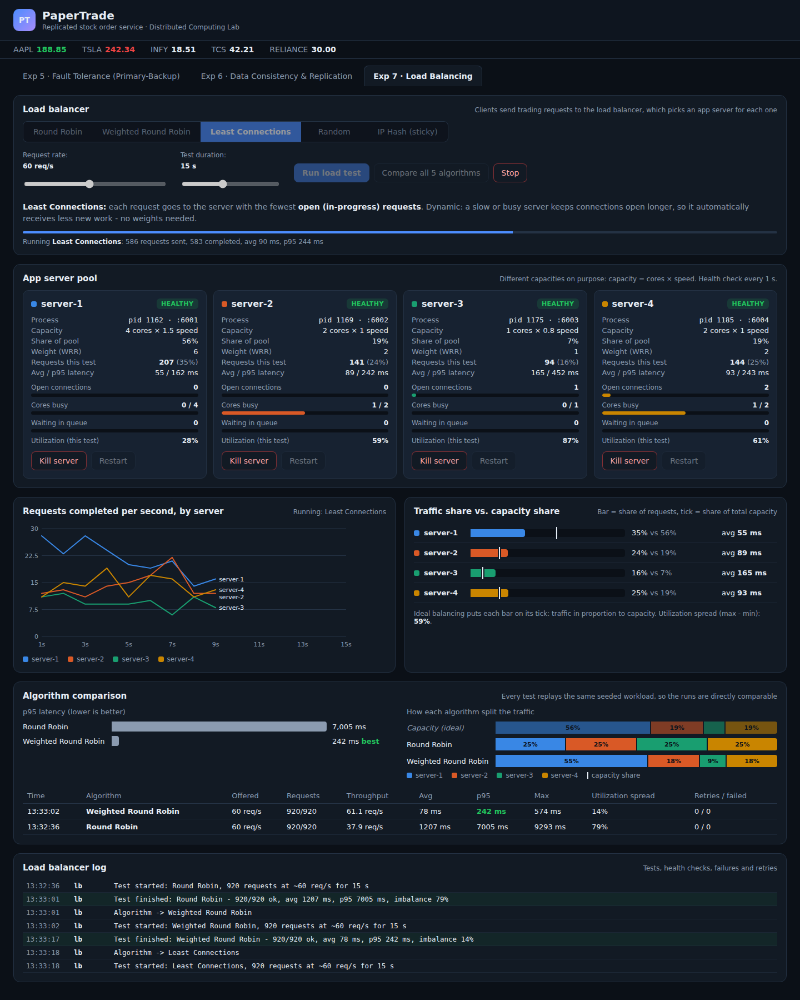 PT
PaperTrade
Replicated stock order service · Distributed Computing Lab
AAPL 188.85 TSLA 242.34 INFY 18.51 TCS 42.21 RELIANCE 30.00
Exp 5 · Fault Tolerance (Primary-Backup) Exp 6 · Data Consistency & Replication Exp 7 · Load Balancing
Load balancer Clients send trading requests to the load balancer, which picks an app server for each one
Round Robin Weighted Round Robin Least Connections Random IP Hash (sticky)
Request rate: Test duration:
60 req/s 15 s
Run load test Compare all 5 algorithms Stop
Least Connections: each request goes to the server with the fewest open (in-progress) requests. Dynamic: a slow or busy server keeps connections open longer, so it automatically
receives less new work - no weights needed.
Running Least Connections: 586 requests sent, 583 completed, avg 90 ms, p95 244 ms
App server pool Different capacities on purpose: capacity = cores × speed. Health check every 1 s.
server-1 HEALTHY
Process pid 1162 · :6001
Capacity 4 cores × 1.5 speed
Share of pool 56%
Weight (WRR) 6
Requests this test 207 (35%)
Avg / p95 latency 55 / 162 ms
Open connections 0
Cores busy 0 / 4
Waiting in queue 0
Utilization (this test) 28%
Kill server Restart
server-2 HEALTHY
Process pid 1169 · :6002
Capacity 2 cores × 1 speed
Share of pool 19%
Weight (WRR) 2
Requests this test 141 (24%)
Avg / p95 latency 89 / 242 ms
Open connections 0
Cores busy 1 / 2
Waiting in queue 0
Utilization (this test) 59%
Kill server Restart
server-3 HEALTHY
Process pid 1175 · :6003
Capacity 1 cores × 0.8 speed
Share of pool 7%
Weight (WRR) 1
Requests this test 94 (16%)
Avg / p95 latency 165 / 452 ms
Open connections 1
Cores busy 0 / 1
Waiting in queue 0
Utilization (this test) 87%
Kill server Restart
server-4 HEALTHY
Process pid 1185 · :6004
Capacity 2 cores × 1 speed
Share of pool 19%
Weight (WRR) 2
Requests this test 144 (25%)
Avg / p95 latency 93 / 243 ms
Open connections 2
Cores busy 1 / 2
Waiting in queue 0
Utilization (this test) 61%
Kill server Restart
Requests completed per second, by server Running: Least Connections
30
22.5
15
7.5
0
server-1
server-4
server-2
server-3
1s 3s 5s 7s 9s 11s 13s 15s
server-1 server-2 server-3 server-4
Traffic share vs. capacity share Bar = share of requests, tick = share of total capacity
server-1 35% vs 56% avg 55 ms
server-2 24% vs 19% avg 89 ms
server-3 16% vs 7% avg 165 ms
server-4 25% vs 19% avg 93 ms
Ideal balancing puts each bar on its tick: traffic in proportion to capacity. Utilization spread (max - min):
59%.
Algorithm comparison Every test replays the same seeded workload, so the runs are directly comparable
p95 latency (lower is better)
Round Robin 7,005 ms
Weighted Round Robin 242 ms best
How each algorithm split the traffic
Capacity (ideal) 56% 19% 19%
Round Robin 25% 25% 25% 25%
Weighted Round Robin 55% 18% 9% 18%
server-1 server-2 server-3 server-4 capacity share
Time Algorithm Offered Requests Throughput Avg p95 Max Utilization spread Retries / failed
13:33:02 Weighted Round Robin 60 req/s 920/920 61.1 req/s 78 ms 242 ms 574 ms 14% 0 / 0
13:32:36 Round Robin 60 req/s 920/920 37.9 req/s 1207 ms 7005 ms 9293 ms 79% 0 / 0
Load balancer log Tests, health checks, failures and retries
13:32:36 lb Test started: Round Robin, 920 requests at ~60 req/s for 15 s
13:33:01 lb Test finished: Round Robin - 920/920 ok, avg 1207 ms, p95 7005 ms, imbalance 79%
13:33:01 lb Algorithm -> Weighted Round Robin
13:33:02 lb Test started: Weighted Round Robin, 920 requests at ~60 req/s for 15 s
13:33:17 lb Test finished: Weighted Round Robin - 920/920 ok, avg 78 ms, p95 242 ms, imbalance 14%
13:33:18 lb Algorithm -> Least Connections
13:33:18 lb Test started: Least Connections, 920 requests at ~60 req/s for 15 s